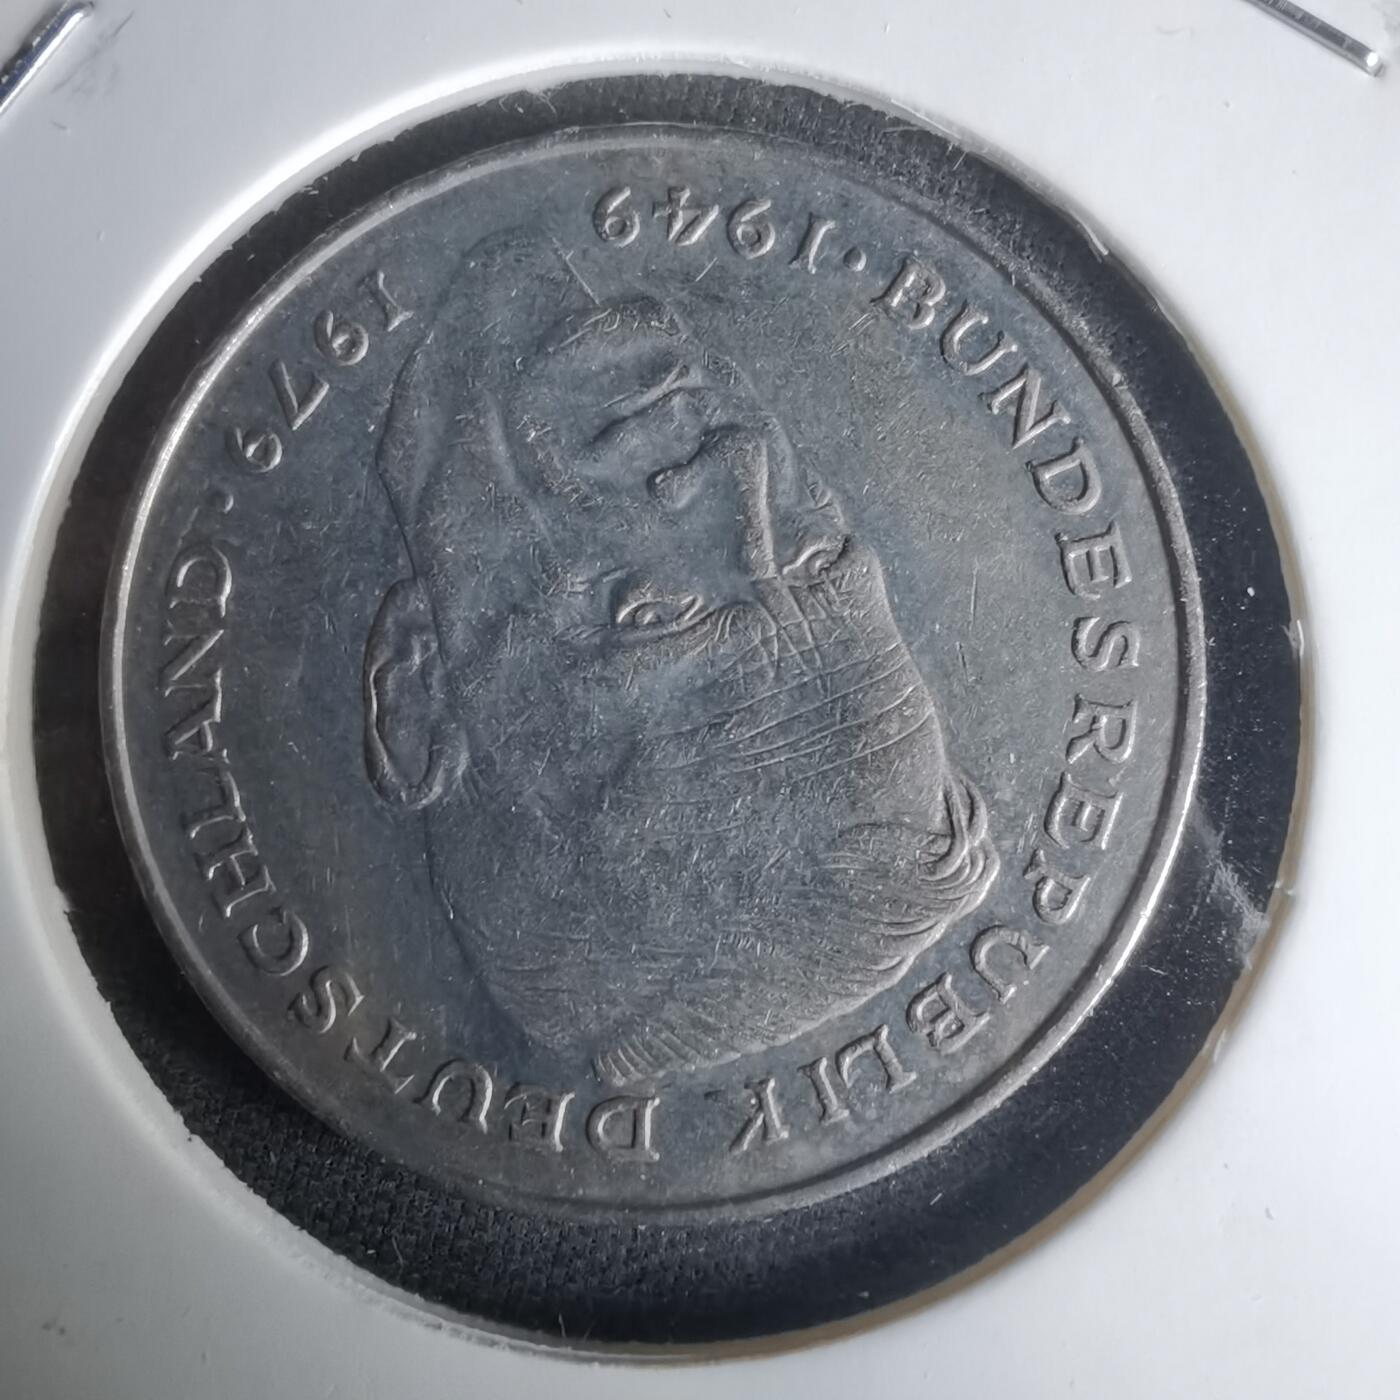 1949 · BUNDESREPUBLIK DEUTSCHLAND · 1979